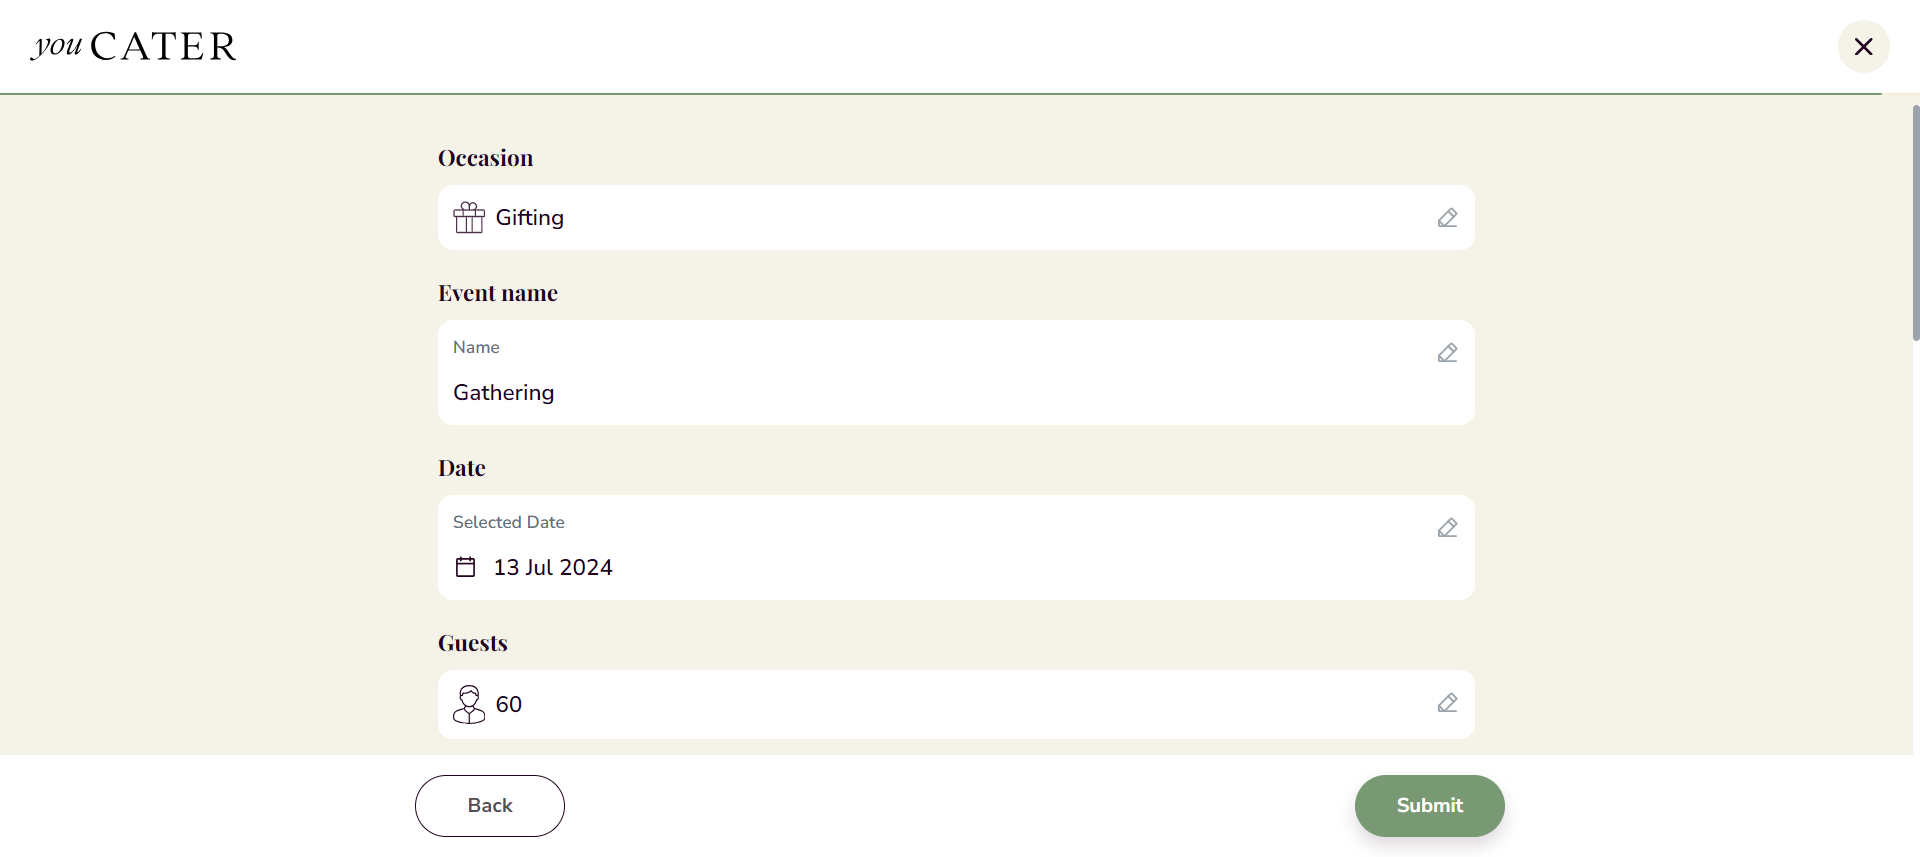 you CATER
Occasion
Gifting
Event name
Name
Gathering
Date
Selected Date
13 Jul 2024
Guests
60
Back
Submit